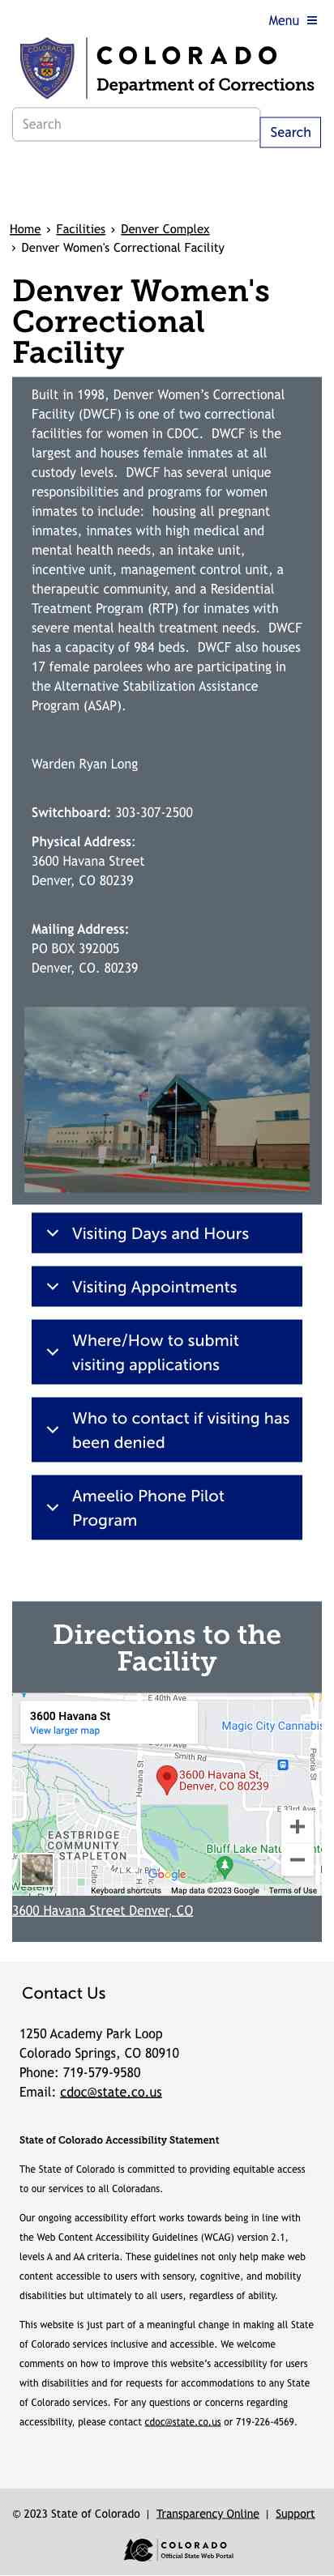 Menu
COLORADO
Department of Corrections
Search
Search
Home › Facilities › Denver Complex
› Denver Women's Correctional Facility
Denver Women's
Correctional
Facility
Built in 1998, Denver Women’s Correctional
Facility (DWCF) is one of two correctional
facilities for women in CDOC.  DWCF is the
largest and houses female inmates at all
custody levels.  DWCF has several unique
responsibilities and programs for women
inmates to include:  housing all pregnant
inmates, inmates with high medical and
mental health needs, an intake unit,
incentive unit, management control unit, a
therapeutic community, and a Residential
Treatment Program (RTP) for inmates with
severe mental health treatment needs.  DWCF
has a capacity of 984 beds.  DWCF also houses
17 female parolees who are participating in
the Alternative Stabilization Assistance
Program (ASAP).
Warden Ryan Long
Switchboard: 303-307-2500
Physical Address:
3600 Havana Street
Denver, CO 80239
Mailing Address:
PO BOX 392005
Denver, CO. 80239
Visiting Days and Hours
Visiting Appointments
Where/How to submit
visiting applications
Who to contact if visiting has
been denied
Ameelio Phone Pilot
Program
Directions to the
Facility
E 40th Ave
3600 Havana St
View larger map
Magic City Cannabis
Smith Rd
Peoria St
Havana St
3600 Havana St,
Denver, CO 80239
E 33rd Ave
EASTBRIDGE
COMMUNITY
STAPLETON
Bluff Lake
M.L.K. Jr B
Google
Keyboard shortcuts
Map data ©2023 Google
Terms of Use
3600 Havana Street Denver, CO
Contact Us
1250 Academy Park Loop
Colorado Springs, CO 80910
Phone: 719-579-9580
Email: cdoc@state.co.us
State of Colorado Accessibility Statement
The State of Colorado is committed to providing equitable access
to our services to all Coloradans.
Our ongoing accessibility effort works towards being in line with
the Web Content Accessibility Guidelines (WCAG) version 2.1,
levels A and AA criteria. These guidelines not only help make web
content accessible to users with sensory, cognitive, and mobility
disabilities but ultimately to all users, regardless of ability.
This website is just part of a meaningful change in making all State
of Colorado services inclusive and accessible. We welcome
comments on how to improve this website’s accessibility for users
with disabilities and for requests for accommodations to any State
of Colorado services. For any questions or concerns regarding
accessibility, please contact cdoc@state.co.us or 719-226-4569.
© 2023 State of Colorado | Transparency Online | Support
COLORADO
Official State Web Portal